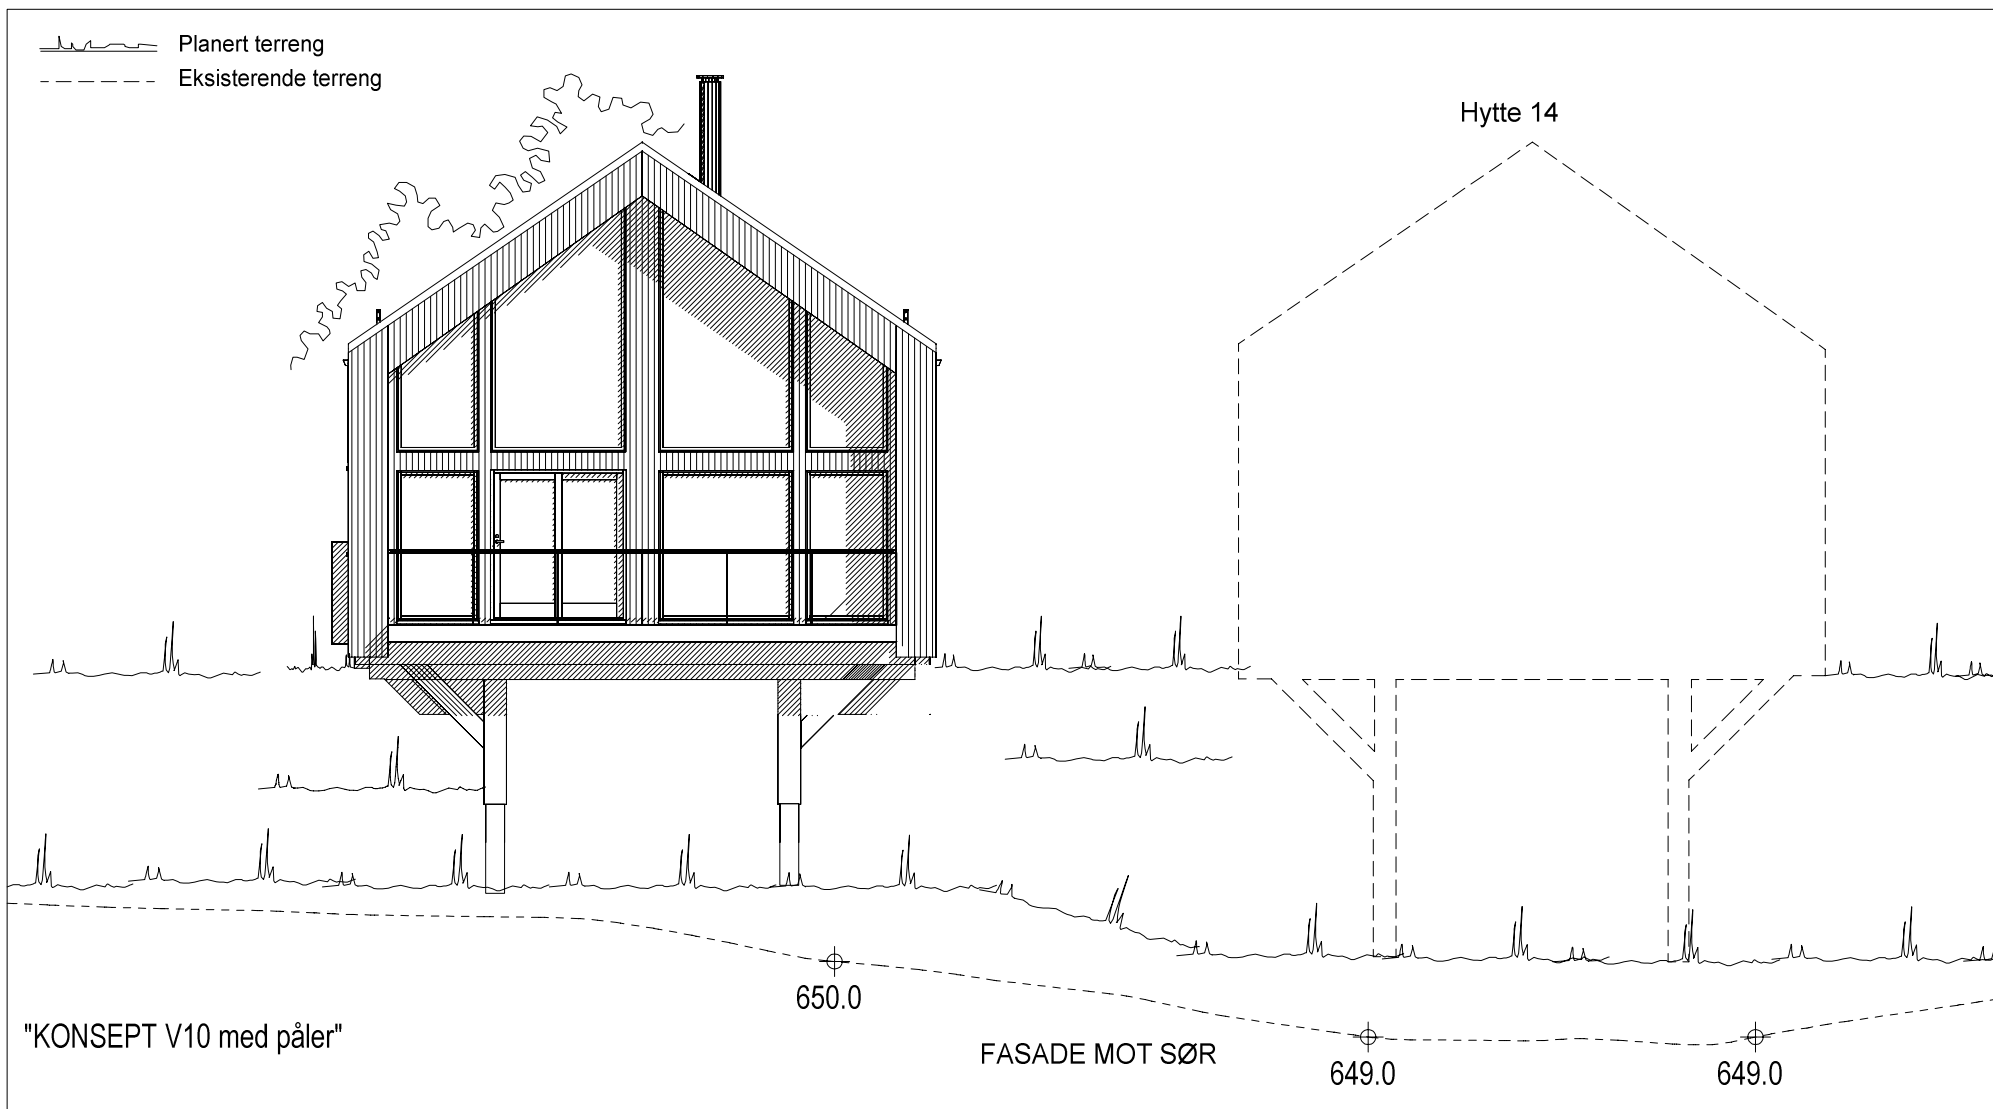 Planert terreng
Eksisterende terreng
Hytte 14
650.0
"KONSEPT V10 med påler"
FASADE MOT SØR
649.0
649.0